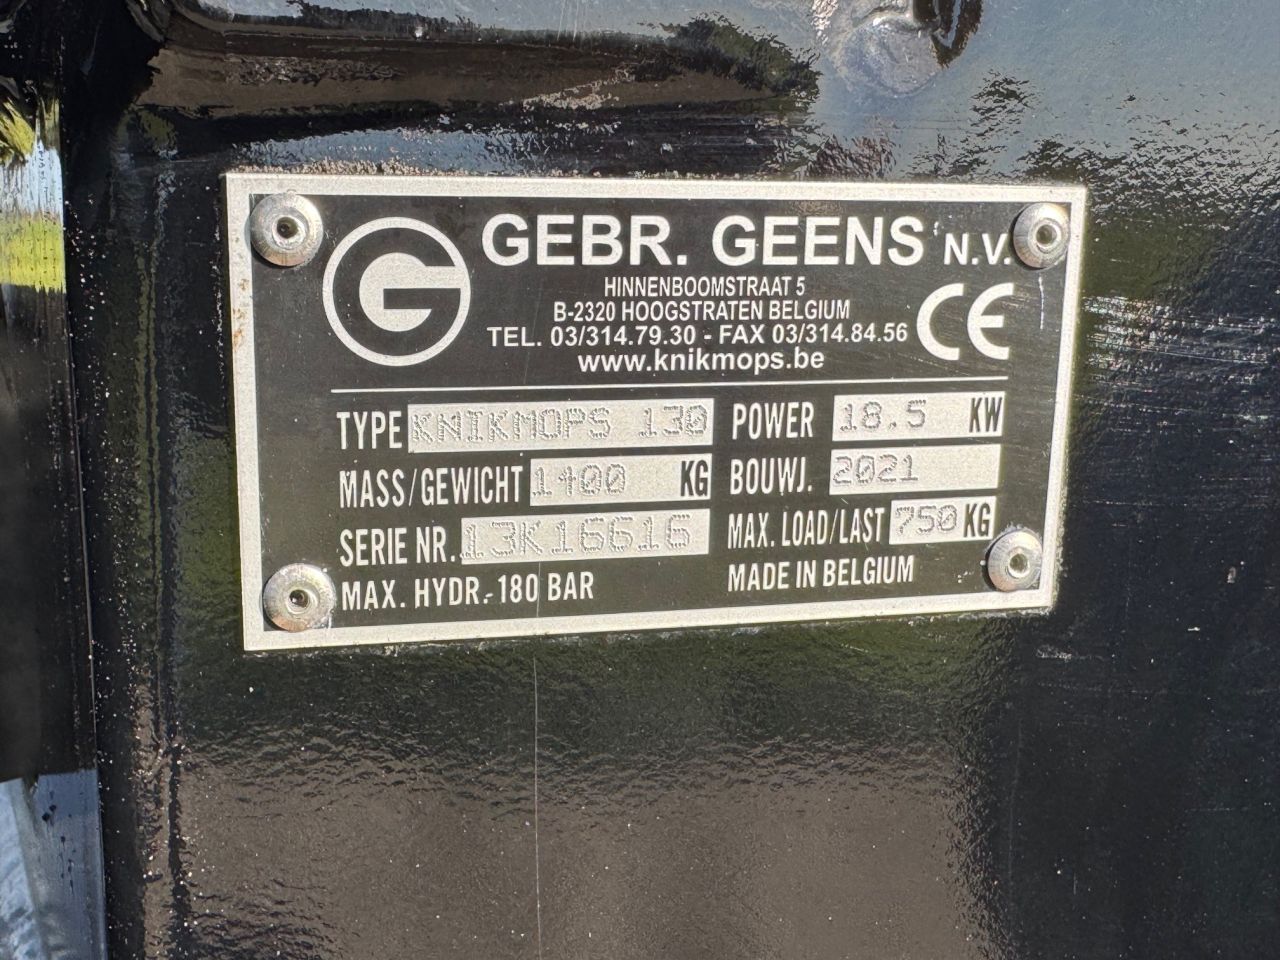 GEBR. GEENS N.V.
HINNENBOOMSTRAAT 5
B-2320 HOOGSTRATEN BELGIUM
TEL. 03/314.79.30 - FAX 03/314.84.56
www.knikmops.be
G
CE
TYPE KNIKMOPS 130 POWER 18.5 KW
MASS/GEWICHT 1400 KG BOUWJ. 2021
SERIE NR. 13K16616 MAX. LOAD/LAST 750 KG
MAX. HYDR.-180 BAR MADE IN BELGIUM